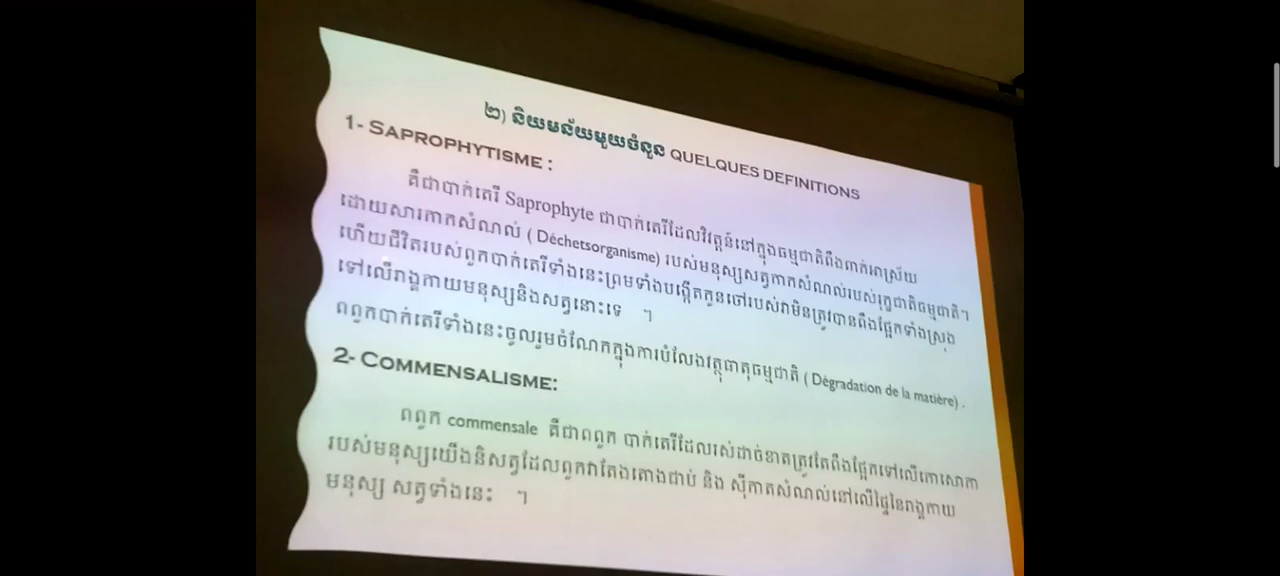 ២) និយមន័យមួយចំនួន QUELQUES DEFINITIONS
1- SAPROPHYTISME :
គឺជាបាក់តេរី Saprophyte ជាបាក់តេរីដែលវិវត្តន៍នៅក្នុងធម្មជាតិពឹងពាក់អាស្រ័យ
ដោយសារកាកសំណល់ ( Déchetsorganisme) របស់មនុស្សសត្វកាកសំណល់របស់រុក្ខជាតិធម្មជាតិ។
ហើយជីវិតរបស់ពួកបាក់តេរីទាំងនេះព្រមទាំងបង្កើតកូនចៅរបស់វាមិនត្រូវបានពឹងផ្អែកទាំងស្រុង
ទៅលើរាង្គកាយមនុស្សនិងសត្វនោះទេ ។
ពពួកបាក់តេរីទាំងនេះចូលរួមចំណែកក្នុងការបំលែងវត្ថុធាតុធម្មជាតិ ( Dégradation de la matière) .
2- COMMENSALISME:
ពពួក commensale គឺជាពពួក បាក់តេរីដែលរស់ដាច់ខាតត្រូវតែពឹងផ្អែកទៅលើកោសោកា
របស់មនុស្សយើងនិសត្វដែលពួកវាតែងតោងជាប់ និង ស៊ីកាតសំណល់នៅលើផ្ទៃនៃរាង្គកាយ
មនុស្ស សត្វទាំងនេះ ។